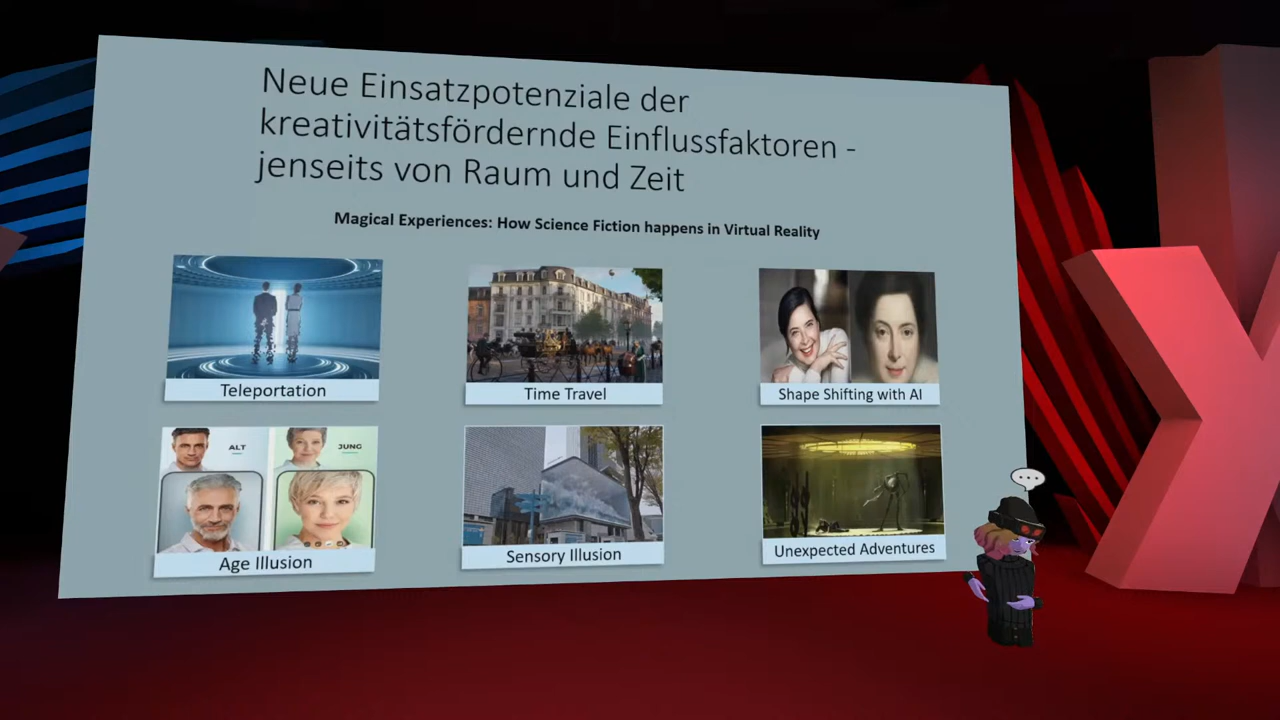 Neue Einsatzpotenziale der
kreativitätsfördernde Einflussfaktoren -
jenseits von Raum und Zeit
Magical Experiences: How Science Fiction happens in Virtual Reality
Teleportation
Time Travel
Shape Shifting with AI
ALT
JUNG
Age Illusion
Sensory Illusion
Unexpected Adventures
X